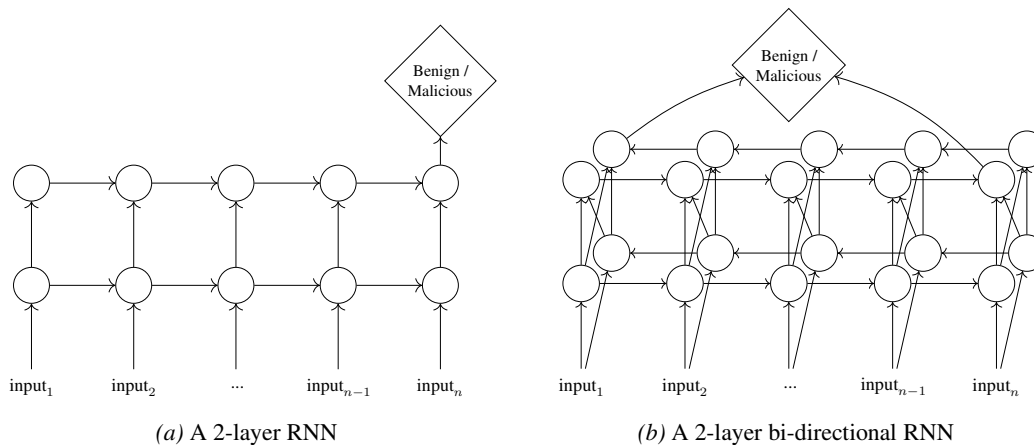 Benign /
Malicious
input₁ input₂ ... inputₙ₋₁ inputₙ
(a) A 2-layer RNN
Benign /
Malicious
input₁ input₂ ... inputₙ₋₁ inputₙ
(b) A 2-layer bi-directional RNN